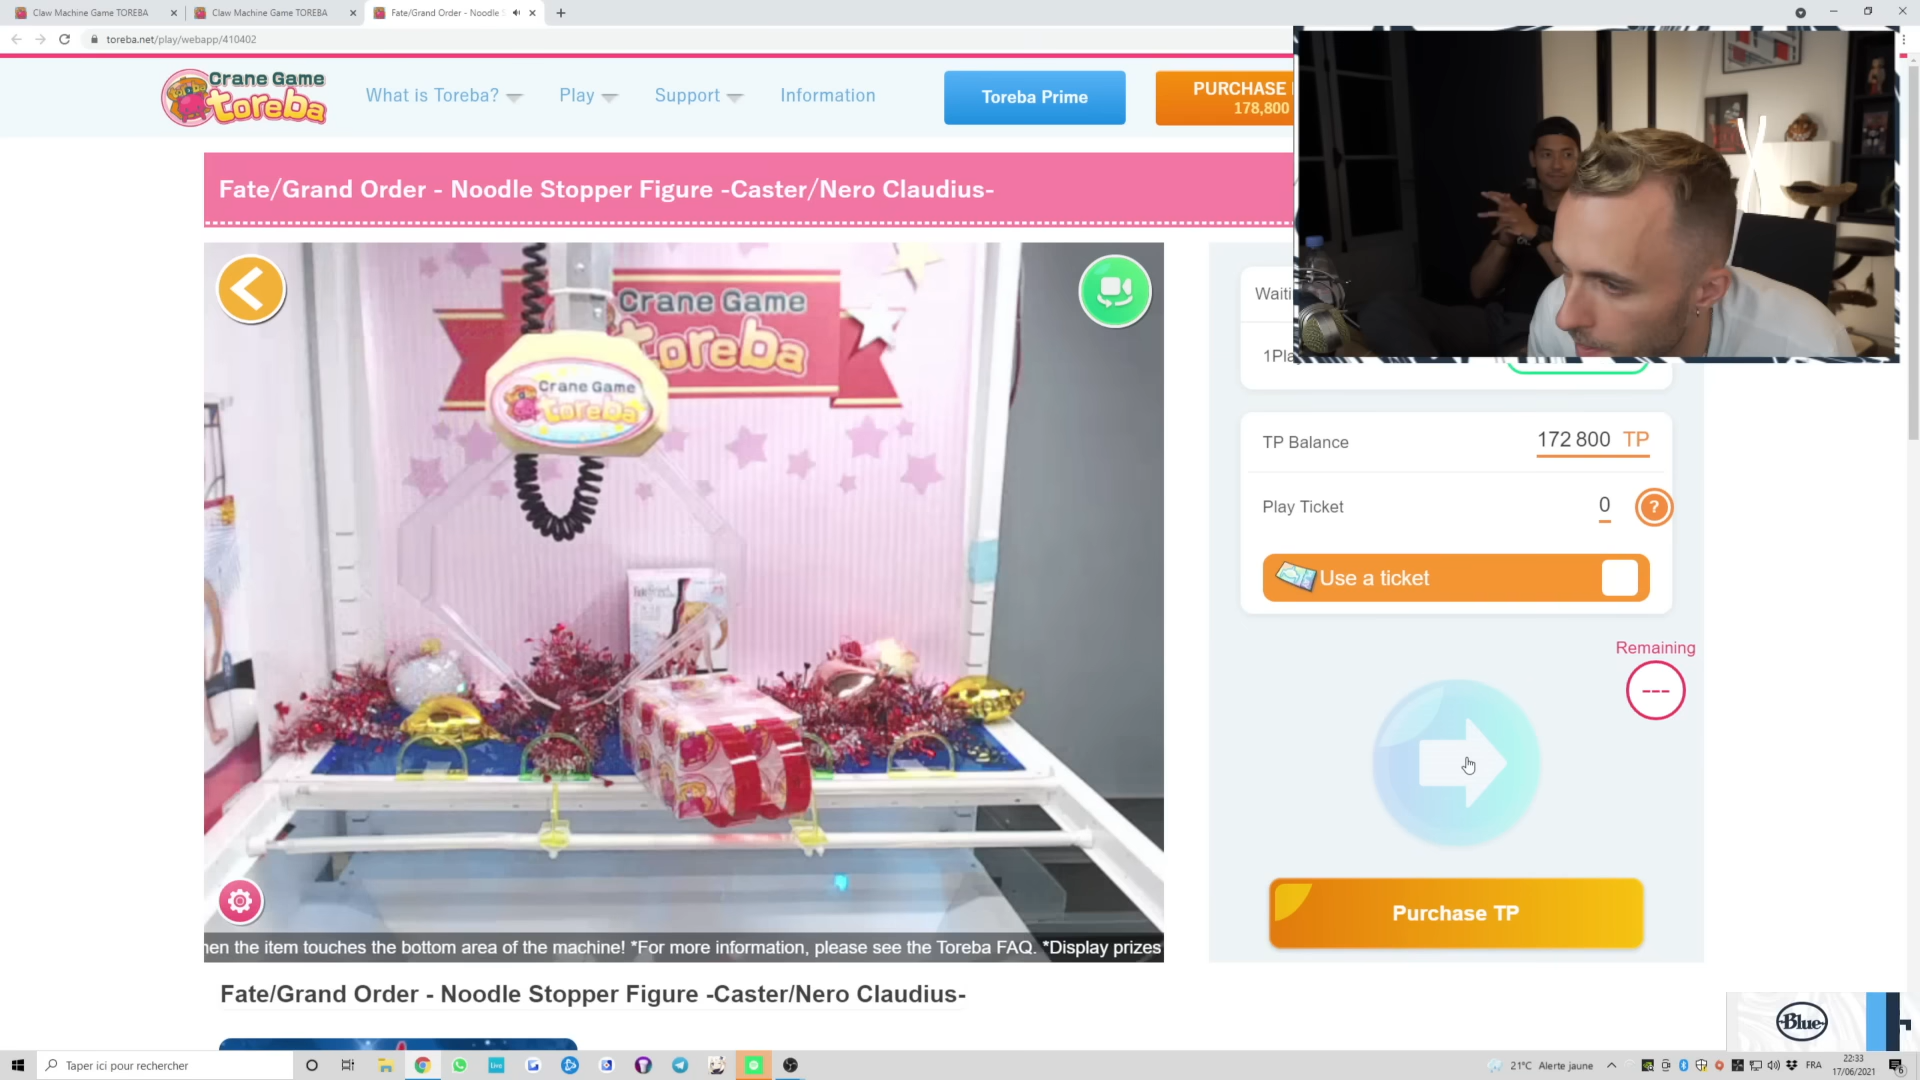 Claw Machine Game TOREBA
Claw Machine Game TOREBA
Fate/Grand Order - Noodle
toreba.net/play/webapp/410402
Crane Game
toreba
What is Toreba?
Play
Support
Information
Toreba Prime
PURCHASE
178,800
Fate/Grand Order - Noodle Stopper Figure -Caster/Nero Claudius-
Crane Game
toreba
Crane Game
toreba
Waiti
1Pla
TP Balance
172 800 TP
Play Ticket
0
?
Use a ticket
Remaining
---
Purchase TP
en the item touches the bottom area of the machine! *For more information, please see the Toreba FAQ. *Display prizes
Fate/Grand Order - Noodle Stopper Figure -Caster/Nero Claudius-
Blue
Taper ici pour rechercher
Live
21°C Alerte jaune
FRA
22:33
17/06/2021